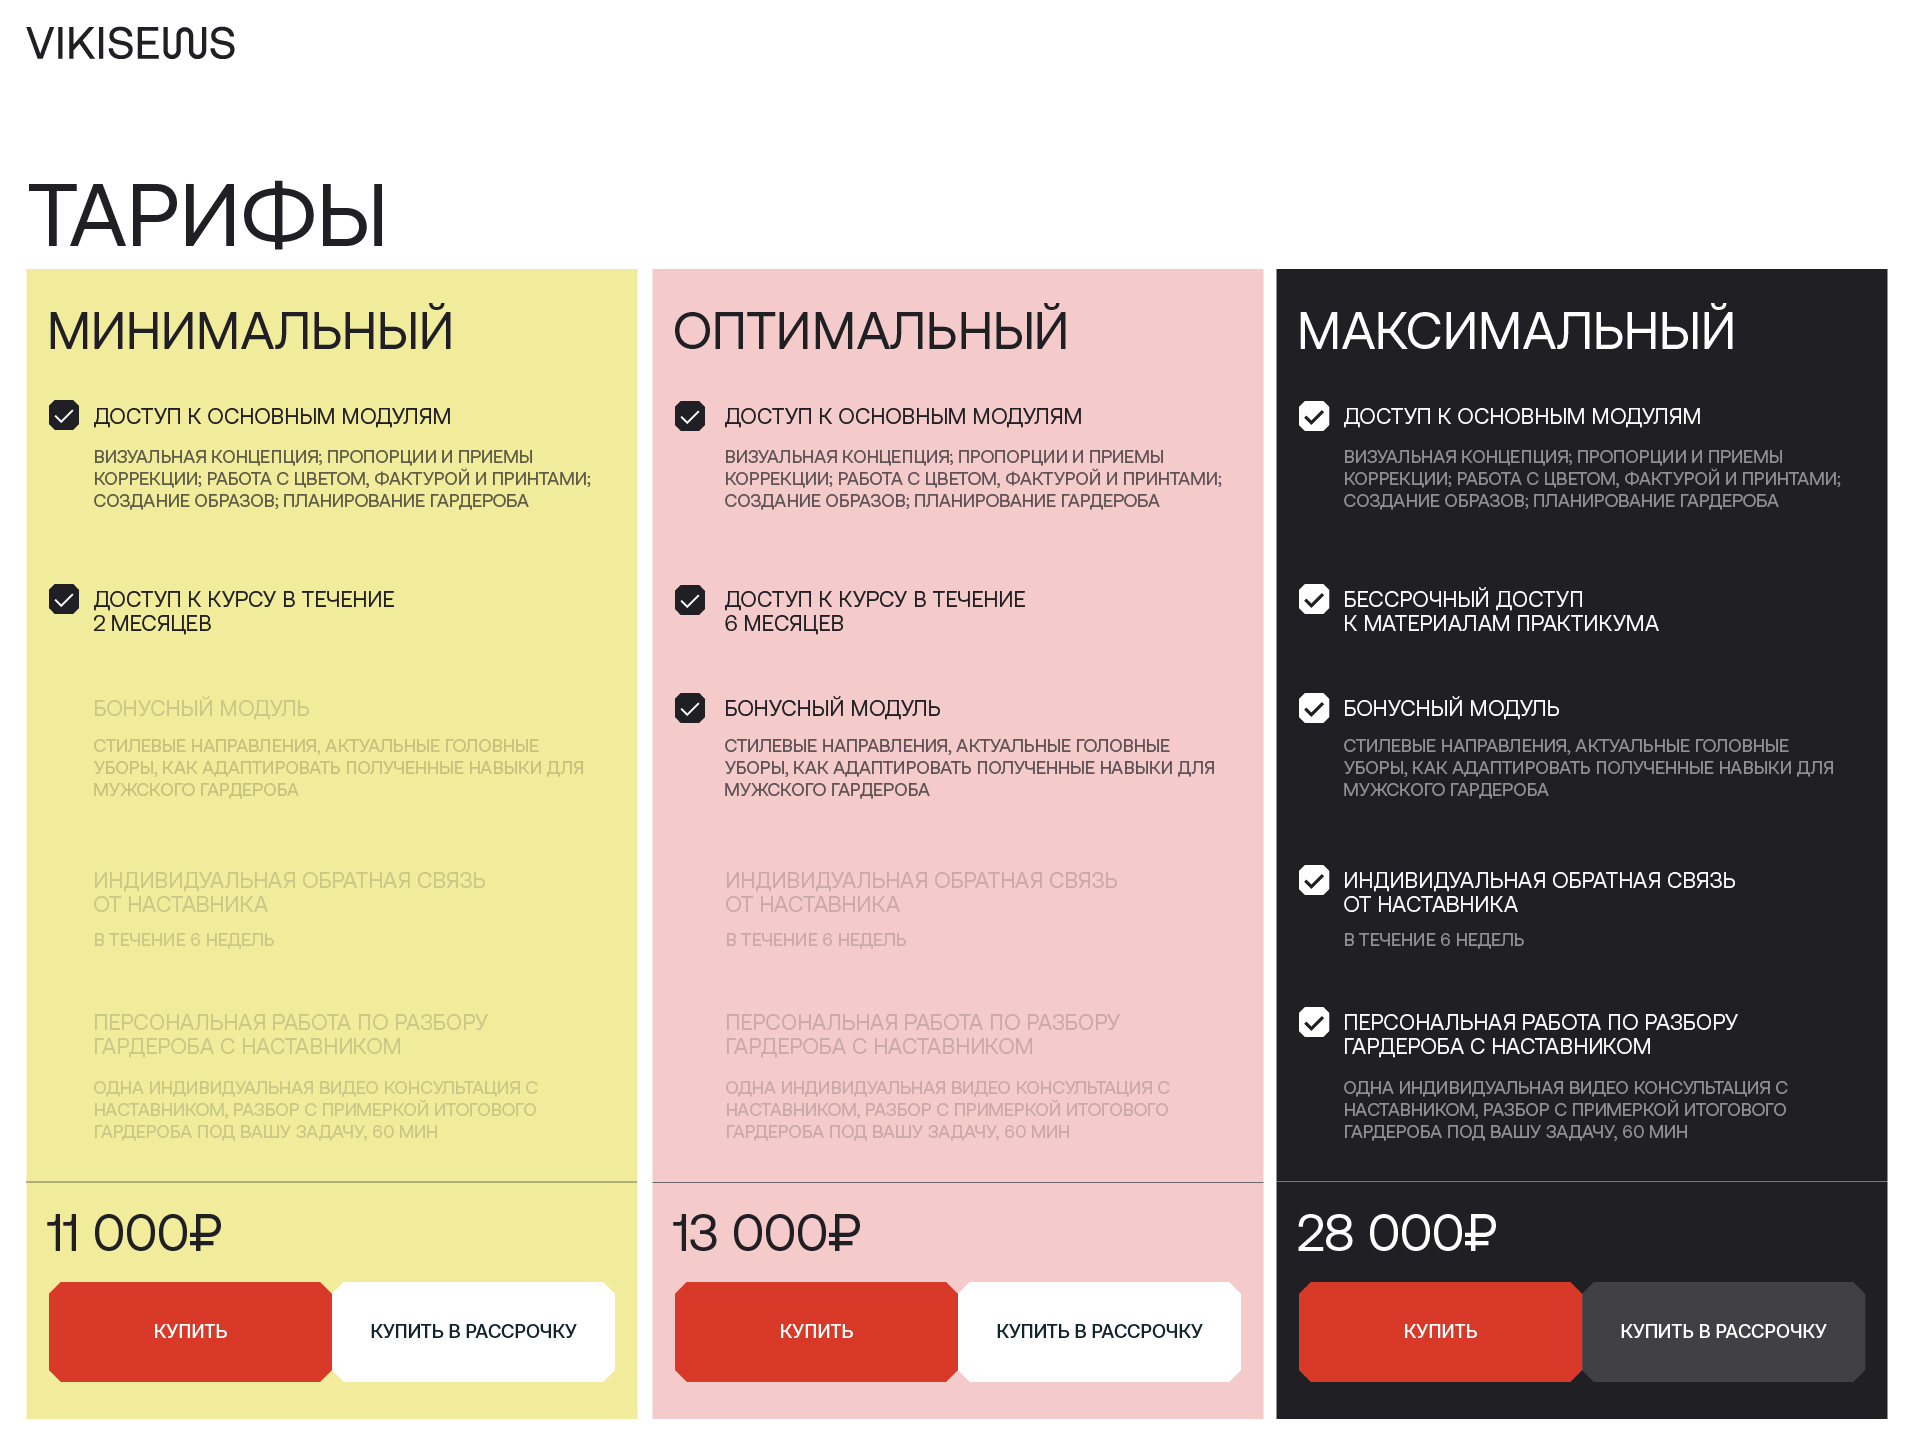 VIKISEWS
ТАРИФЫ
МИНИМАЛЬНЫЙ
ДОСТУП К ОСНОВНЫМ МОДУЛЯМ
ВИЗУАЛЬНАЯ КОНЦЕПЦИЯ; ПРОПОРЦИИ И ПРИЕМЫ
КОРРЕКЦИИ; РАБОТА С ЦВЕТОМ, ФАКТУРОЙ И ПРИНТАМИ;
СОЗДАНИЕ ОБРАЗОВ; ПЛАНИРОВАНИЕ ГАРДЕРОБА
ДОСТУП К КУРСУ В ТЕЧЕНИЕ
2 МЕСЯЦЕВ
БОНУСНЫЙ МОДУЛЬ
СТИЛЕВЫЕ НАПРАВЛЕНИЯ, АКТУАЛЬНЫЕ ГОЛОВНЫЕ
УБОРЫ, КАК АДАПТИРОВАТЬ ПОЛУЧЕННЫЕ НАВЫКИ ДЛЯ
МУЖСКОГО ГАРДЕРОБА
ИНДИВИДУАЛЬНАЯ ОБРАТНАЯ СВЯЗЬ
ОТ НАСТАВНИКА
В ТЕЧЕНИЕ 6 НЕДЕЛЬ
ПЕРСОНАЛЬНАЯ РАБОТА ПО РАЗБОРУ
ГАРДЕРОБА С НАСТАВНИКОМ
ОДНА ИНДИВИДУАЛЬНАЯ ВИДЕО КОНСУЛЬТАЦИЯ С
НАСТАВНИКОМ, РАЗБОР С ПРИМЕРКОЙ ИТОГОВОГО
ГАРДЕРОБА ПОД ВАШУ ЗАДАЧУ, 60 МИН
11 000₽
КУПИТЬ
КУПИТЬ В РАССРОЧКУ
ОПТИМАЛЬНЫЙ
ДОСТУП К ОСНОВНЫМ МОДУЛЯМ
ВИЗУАЛЬНАЯ КОНЦЕПЦИЯ; ПРОПОРЦИИ И ПРИЕМЫ
КОРРЕКЦИИ; РАБОТА С ЦВЕТОМ, ФАКТУРОЙ И ПРИНТАМИ;
СОЗДАНИЕ ОБРАЗОВ; ПЛАНИРОВАНИЕ ГАРДЕРОБА
ДОСТУП К КУРСУ В ТЕЧЕНИЕ
6 МЕСЯЦЕВ
БОНУСНЫЙ МОДУЛЬ
СТИЛЕВЫЕ НАПРАВЛЕНИЯ, АКТУАЛЬНЫЕ ГОЛОВНЫЕ
УБОРЫ, КАК АДАПТИРОВАТЬ ПОЛУЧЕННЫЕ НАВЫКИ ДЛЯ
МУЖСКОГО ГАРДЕРОБА
ИНДИВИДУАЛЬНАЯ ОБРАТНАЯ СВЯЗЬ
ОТ НАСТАВНИКА
В ТЕЧЕНИЕ 6 НЕДЕЛЬ
ПЕРСОНАЛЬНАЯ РАБОТА ПО РАЗБОРУ
ГАРДЕРОБА С НАСТАВНИКОМ
ОДНА ИНДИВИДУАЛЬНАЯ ВИДЕО КОНСУЛЬТАЦИЯ С
НАСТАВНИКОМ, РАЗБОР С ПРИМЕРКОЙ ИТОГОВОГО
ГАРДЕРОБА ПОД ВАШУ ЗАДАЧУ, 60 МИН
13 000₽
КУПИТЬ
КУПИТЬ В РАССРОЧКУ
МАКСИМАЛЬНЫЙ
ДОСТУП К ОСНОВНЫМ МОДУЛЯМ
ВИЗУАЛЬНАЯ КОНЦЕПЦИЯ; ПРОПОРЦИИ И ПРИЕМЫ
КОРРЕКЦИИ; РАБОТА С ЦВЕТОМ, ФАКТУРОЙ И ПРИНТАМИ;
СОЗДАНИЕ ОБРАЗОВ; ПЛАНИРОВАНИЕ ГАРДЕРОБА
БЕССРОЧНЫЙ ДОСТУП
К МАТЕРИАЛАМ ПРАКТИКУМА
БОНУСНЫЙ МОДУЛЬ
СТИЛЕВЫЕ НАПРАВЛЕНИЯ, АКТУАЛЬНЫЕ ГОЛОВНЫЕ
УБОРЫ, КАК АДАПТИРОВАТЬ ПОЛУЧЕННЫЕ НАВЫКИ ДЛЯ
МУЖСКОГО ГАРДЕРОБА
ИНДИВИДУАЛЬНАЯ ОБРАТНАЯ СВЯЗЬ
ОТ НАСТАВНИКА
В ТЕЧЕНИЕ 6 НЕДЕЛЬ
ПЕРСОНАЛЬНАЯ РАБОТА ПО РАЗБОРУ
ГАРДЕРОБА С НАСТАВНИКОМ
ОДНА ИНДИВИДУАЛЬНАЯ ВИДЕО КОНСУЛЬТАЦИЯ С
НАСТАВНИКОМ, РАЗБОР С ПРИМЕРКОЙ ИТОГОВОГО
ГАРДЕРОБА ПОД ВАШУ ЗАДАЧУ, 60 МИН
28 000₽
КУПИТЬ
КУПИТЬ В РАССРОЧКУ